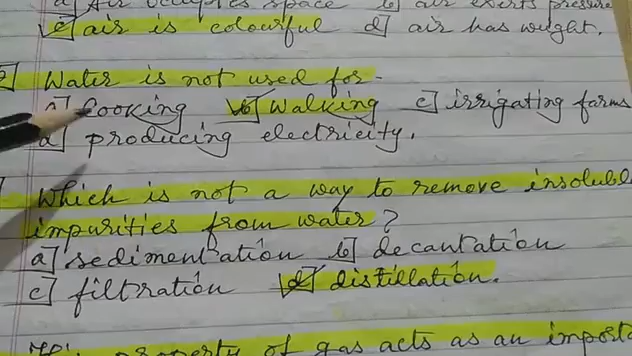 a] Air occupies space b] air exerts pressure
c] air is colourful d] air has weight.
Water is not used for-
a] Cooking b] Walking c] irrigating farms
d] producing electricity.
Which is not a way to remove insoluble
impurities from water?
a] sedimentation b] decantation
c] filtration d] distillation.
property of gas acts as an